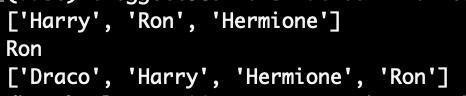 ['Harry', 'Ron', 'Hermione']
Ron
['Draco', 'Harry', 'Hermione', 'Ron']